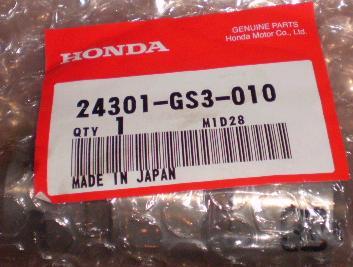 HONDA
GENUINE PARTS
Honda Motor Co., Ltd.
24301-GS3-010
QTY 1 M1D28
MADE IN JAPAN